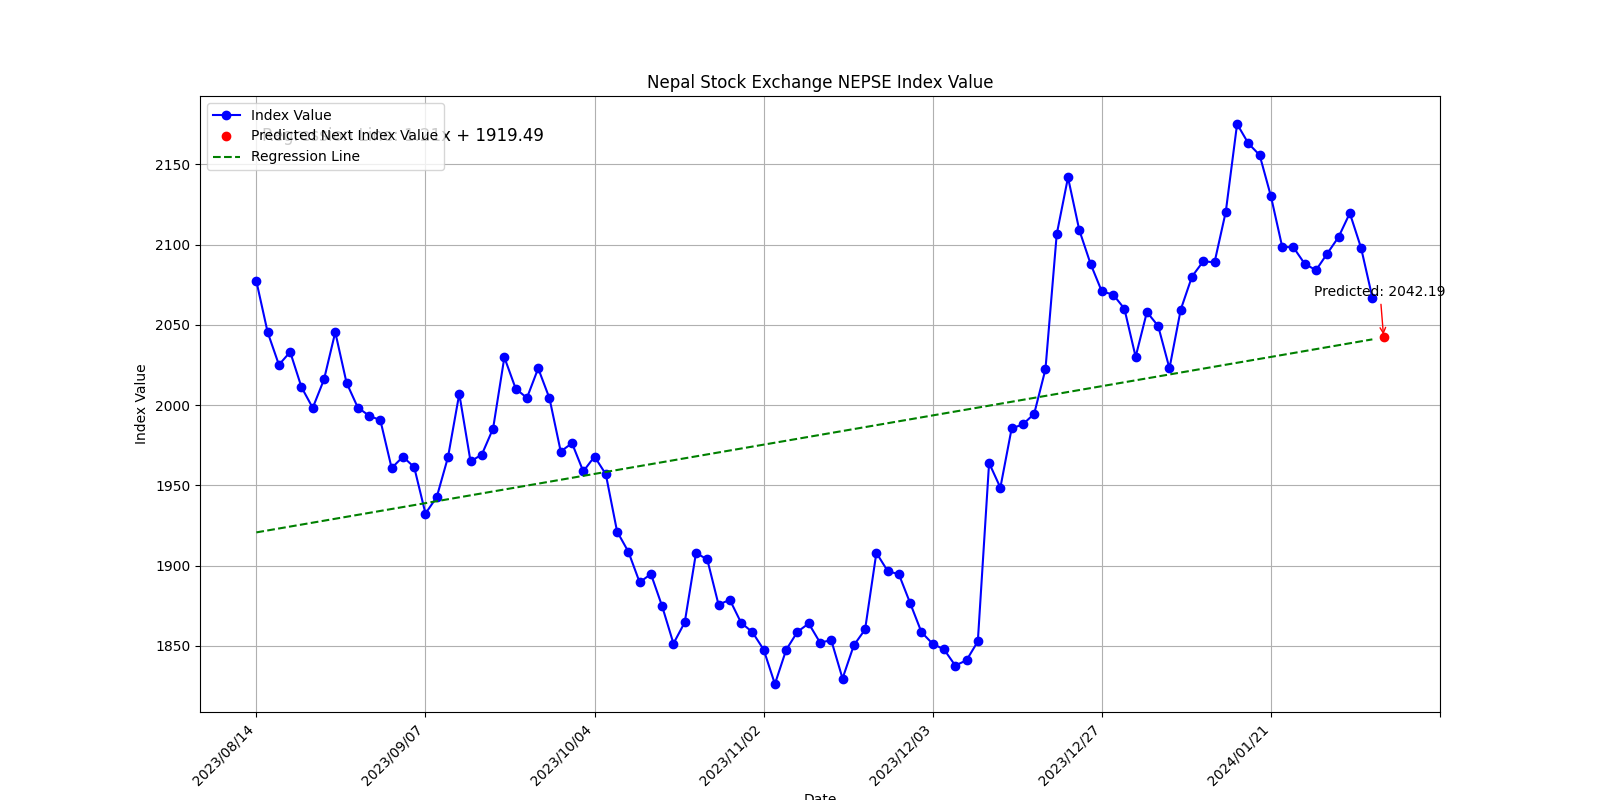 Nepal Stock Exchange NEPSE Index Value
Index Value
Predicted Next Index Value
x + 1919.49
Regression Line
2150
2100
2050
2000
1950
1900
1850
Index Value
Predicted: 2042.19
2023/08/14
2023/09/07
2023/10/04
2023/11/02
2023/12/03
2023/12/27
2024/01/21
Date